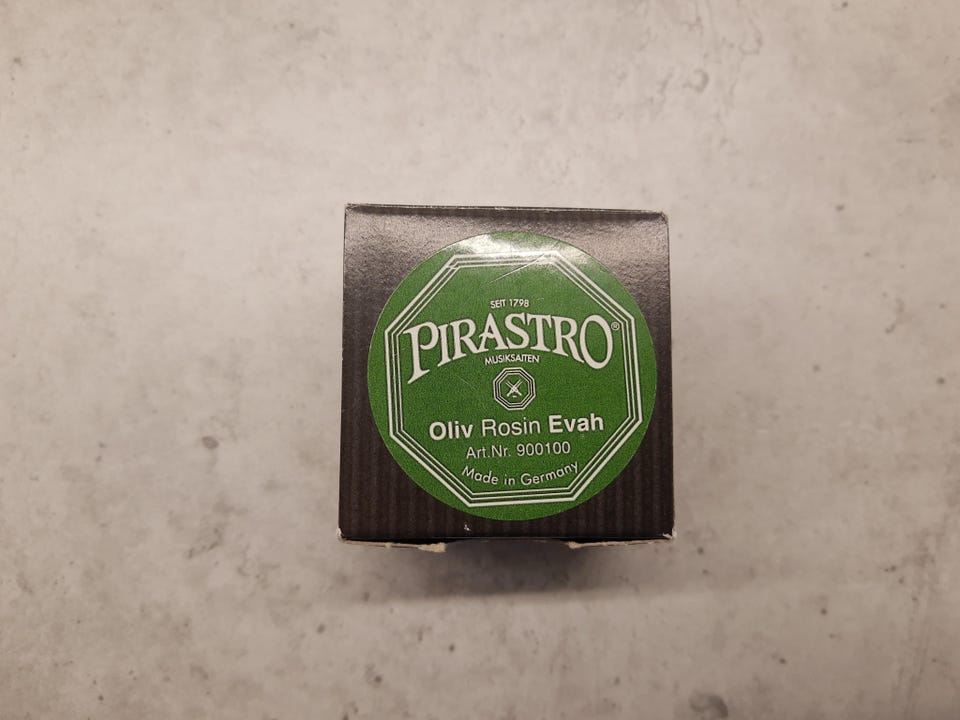 SEIT 1798
PIRASTRO®
MUSIKSAITEN
Oliv Rosin Evah
Art.Nr. 900100
Made in Germany